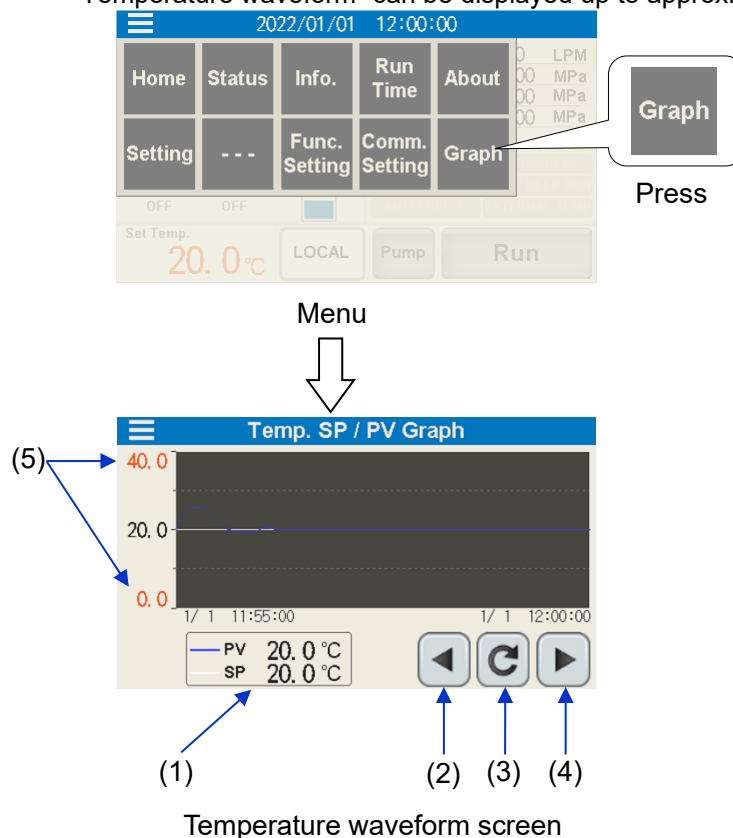 Temperature waveform" can be displayed up to approxi
2022/01/01 12:00:00
Home Status Info. Run Time About
LPM
MPa
MPa
MPa
Setting - - - Func. Setting Comm. Setting Graph
Graph
Press
OFF OFF
Set Temp.
20.0℃ LOCAL Pump Run
Menu
Temp. SP / PV Graph
(5)
40.0
20.0
0.0
1/ 1 11:55:00 1/ 1 12:00:00
PV 20.0 ℃
SP 20.0 ℃
(1) (2) (3) (4)
Temperature waveform screen